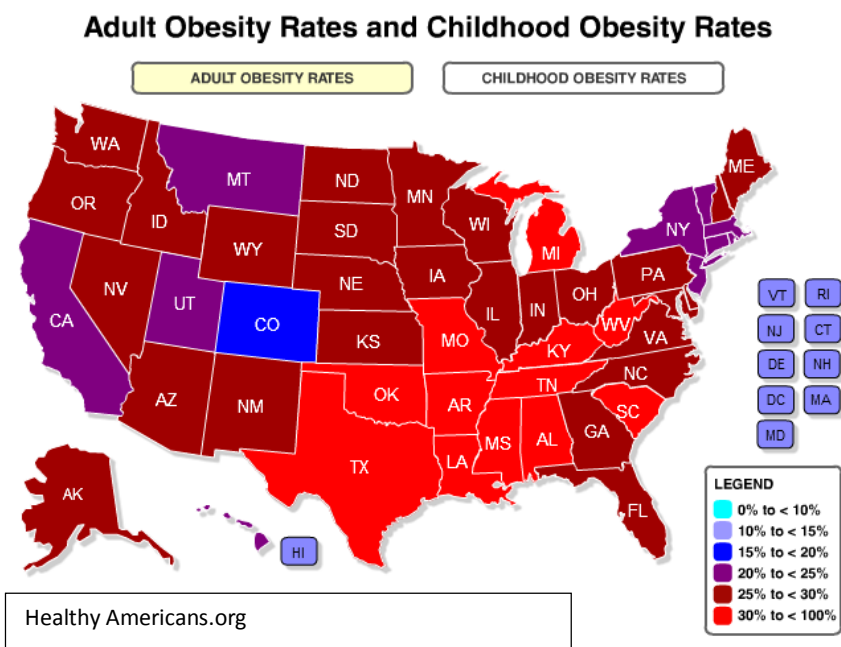 Adult Obesity Rates and Childhood Obesity Rates
ADULT OBESITY RATES
CHILDHOOD OBESITY RATES
WA
OR
ID
MT
ND
MN
SD
WY
WI
MI
NY
ME
NV
UT
CO
NE
IA
IL
IN
OH
PA
CA
KS
MO
KY
WV
VA
AZ
NM
OK
AR
TN
NC
SC
TX
LA
MS
AL
GA
FL
AK
HI
VT
RI
NJ
CT
DE
NH
DC
MA
MD
LEGEND
0% to < 10%
10% to < 15%
15% to < 20%
20% to < 25%
25% to < 30%
30% to < 100%
Healthy Americans.org